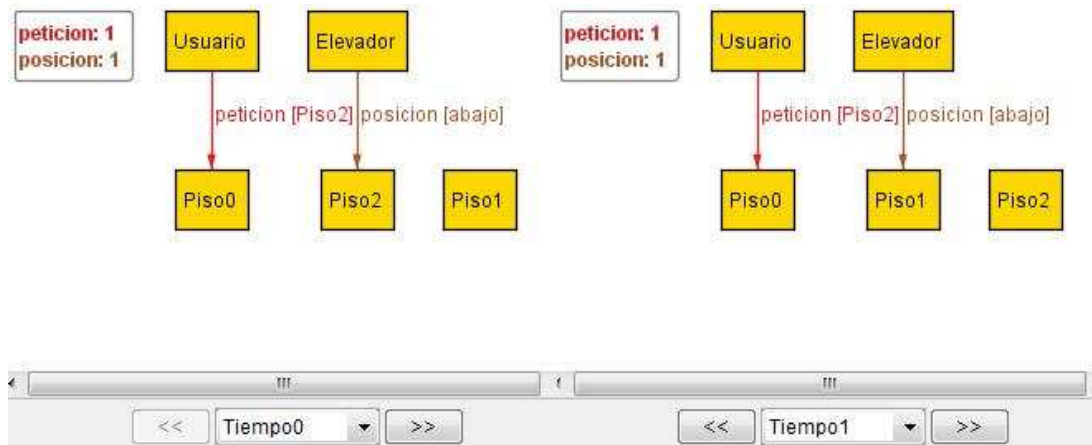 peticion: 1
posicion: 1
Usuario
Elevador
peticion [Piso2]
posicion [abajo]
Piso0
Piso2
Piso1
<<
Tiempo0
>>
peticion: 1
posicion: 1
Usuario
Elevador
peticion [Piso2]
posicion [abajo]
Piso0
Piso1
Piso2
<<
Tiempo1
>>